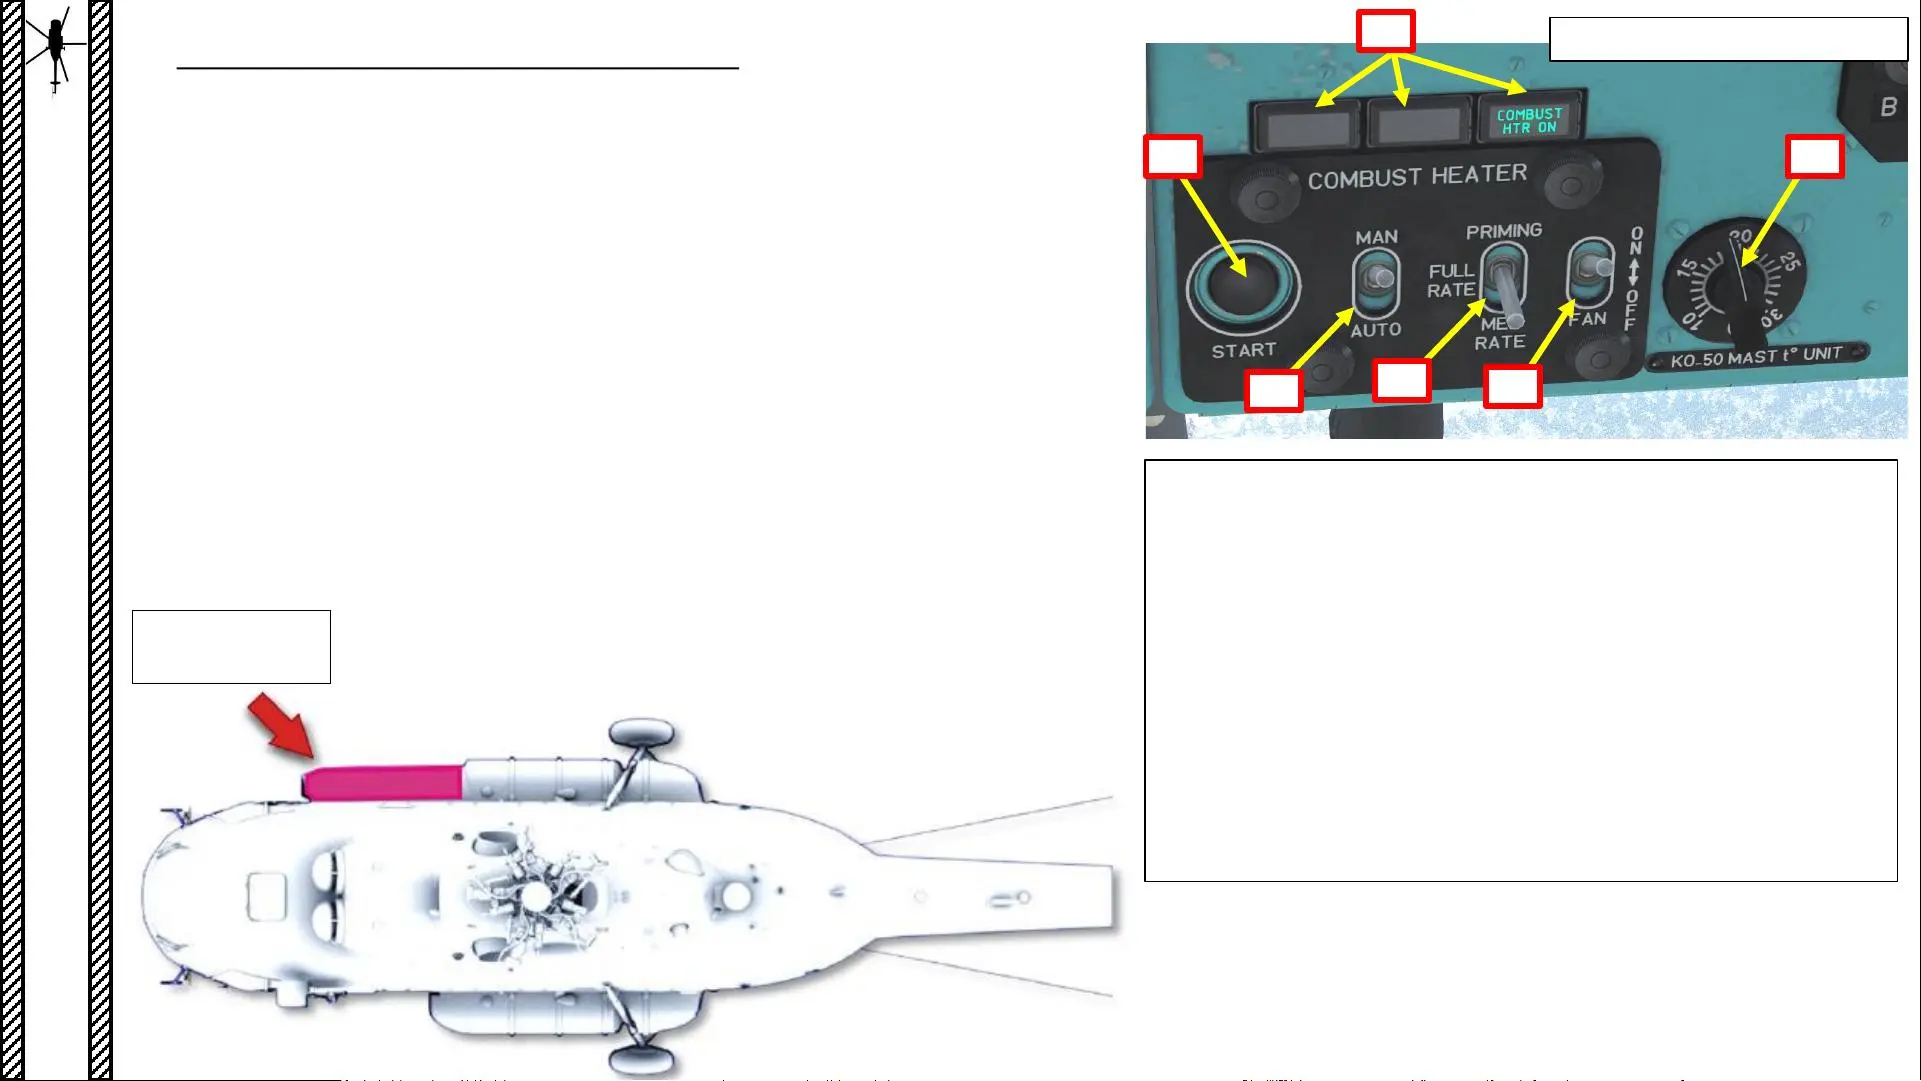 B
COMBUST
HTR ON
COMBUST HEATER
MAN
AUTO
PRIMING
FULL
RATE
RATE
ON
OFF
FAN
START
10
15
20
25
30
KO-50 MAST t° UNIT